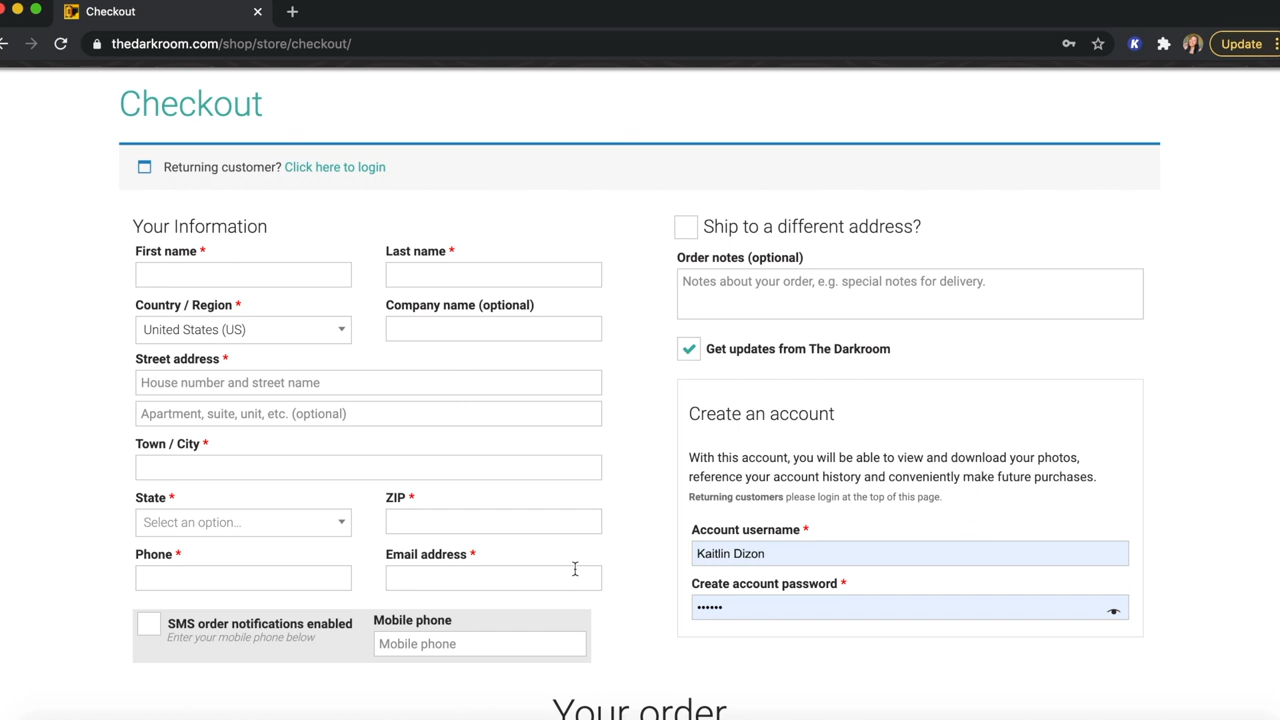 Checkout
thedarkroom.com/shop/store/checkout/
K
Update
Checkout
Returning customer? Click here to login
Your Information
First name *
Last name *
Country / Region *
Company name (optional)
United States (US)
Street address *
House number and street name
Apartment, suite, unit, etc. (optional)
Town / City *
State *
ZIP *
Select an option...
Phone *
Email address *
SMS order notifications enabled
Enter your mobile phone below
Mobile phone
Mobile phone
Ship to a different address?
Order notes (optional)
Notes about your order, e.g. special notes for delivery.
Get updates from The Darkroom
Create an account
With this account, you will be able to view and download your photos,
reference your account history and conveniently make future purchases.
Returning customers please login at the top of this page.
Account username *
Kaitlin Dizon
Create account password *
••••••
Your order